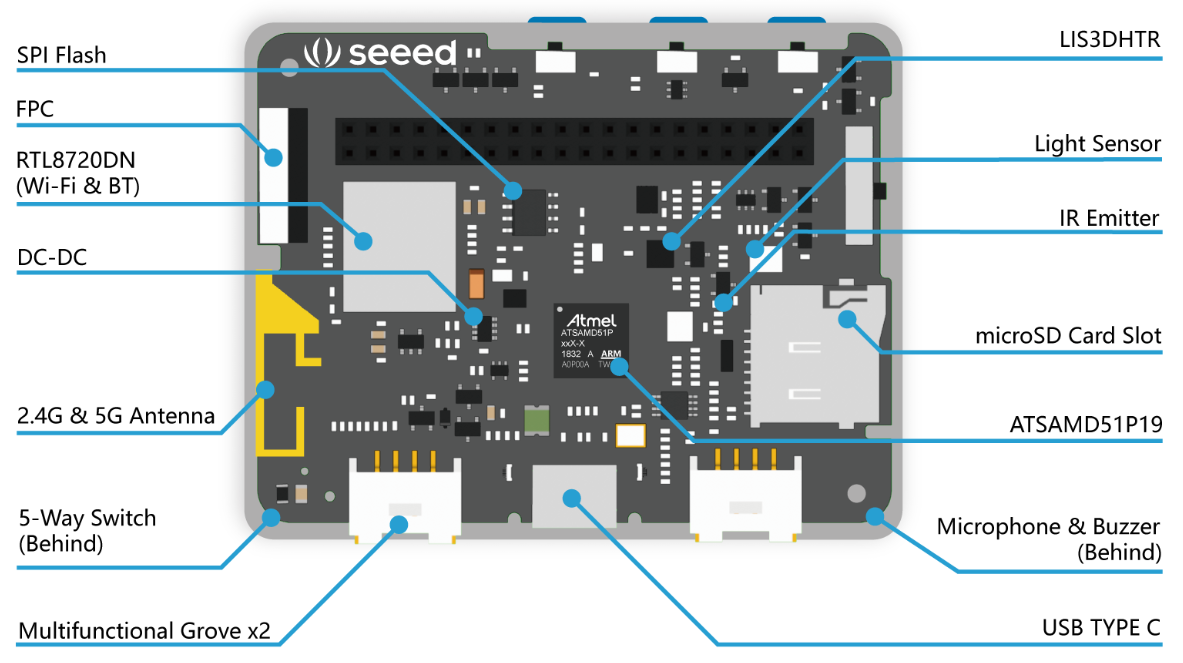 seeed
SPI Flash
FPC
RTL8720DN
(Wi-Fi & BT)
DC-DC
2.4G & 5G Antenna
5-Way Switch
(Behind)
Multifunctional Grove x2
LIS3DHTR
Light Sensor
IR Emitter
microSD Card Slot
ATSAMD51P19
Microphone & Buzzer
(Behind)
USB TYPE C
Atmel
ATSAMD51P
xxX-X
1832 A ARM
A0P00A